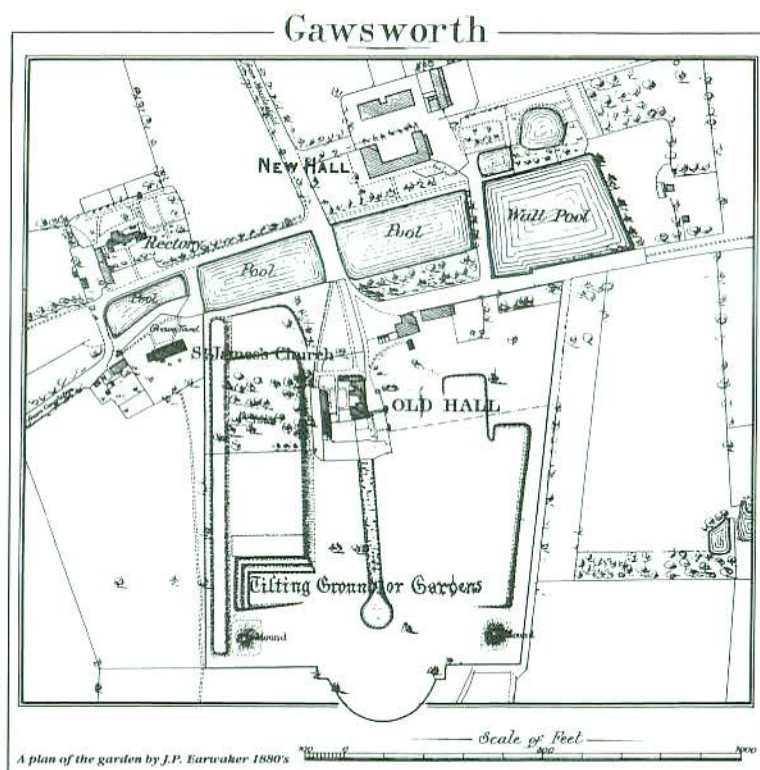 Gawsworth
NEW HALL
Wall Pool
Pool
Rectory
Pool
Pool
St. James's Church
OLD HALL
Tilting Ground or Gardens
Mound
Mound
Scale of Feet
A plan of the garden by J.P. Earwaker 1880's
100 0 500 1000